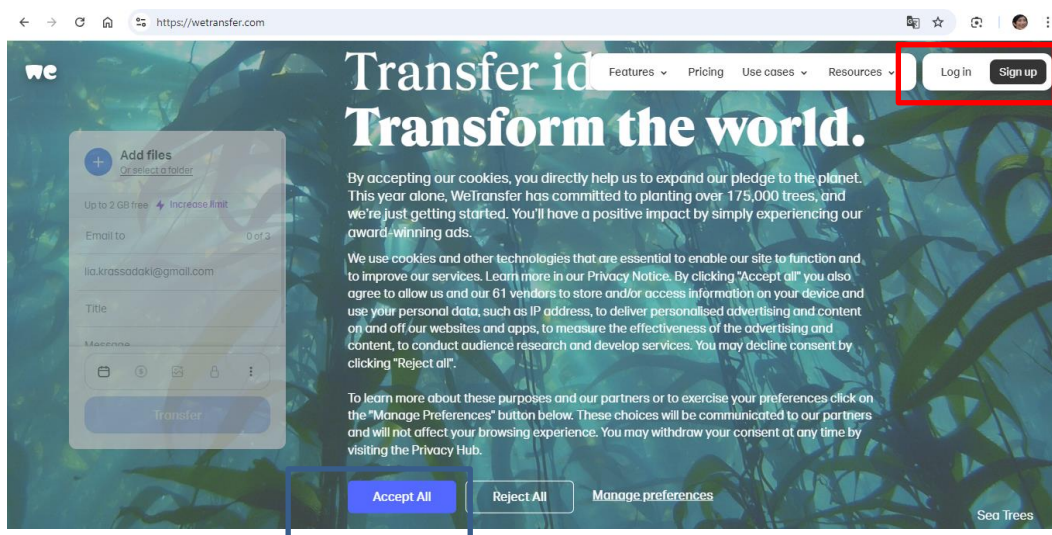 https://wetransfer.com
we
Features Pricing Use cases Resources
Log in Sign up
Transfer id
Transform the world.
Add files
Or select a folder
Up to 2 GB free Increase limit
Email to 0 of 3
lia.krassadaki@gmail.com
Title
Message
Transfer
By accepting our cookies, you directly help us to expand our pledge to the planet.
This year alone, WeTransfer has committed to planting over 175,000 trees, and
we're just getting started. You'll have a positive impact by simply experiencing our
award-winning ads.
We use cookies and other technologies that are essential to enable our site to function and
to improve our services. Learn more in our Privacy Notice. By clicking "Accept all" you also
agree to allow us and our 61 vendors to store and/or access information on your device and
use your personal data, such as IP address, to deliver personalised advertising and content
on and off our websites and apps, to measure the effectiveness of the advertising and
content, to conduct audience research and develop services. You may decline consent by
clicking "Reject all".
To learn more about these purposes and our partners or to exercise your preferences click on
the "Manage Preferences" button below. These choices will be communicated to our partners
and will not affect your browsing experience. You may withdraw your consent at any time by
visiting the Privacy Hub.
Accept All Reject All Manage preferences
Sea Trees